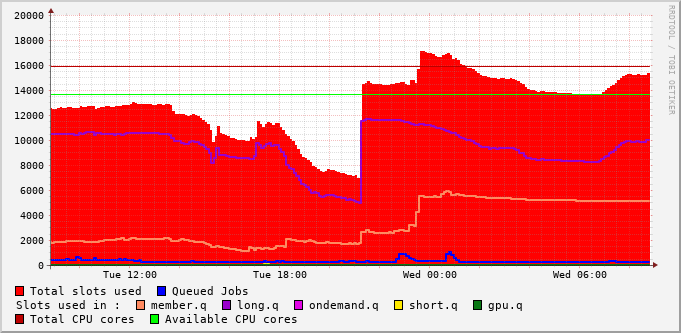 20000
18000
16000
14000
12000
10000
8000
6000
4000
2000
0
Tue 12:00 Tue 18:00 Wed 00:00 Wed 06:00
RRDTOOL / TOBI OETIKER
Total slots used Queued Jobs
Slots used in : member.q long.q ondemand.q short.q gpu.q
Total CPU cores Available CPU cores